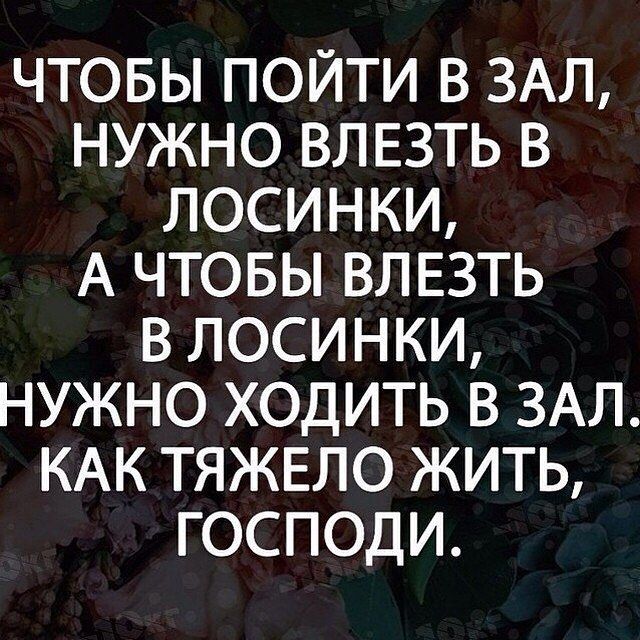 ЧТОБЫ ПОЙТИ В ЗАЛ,
НУЖНО ВЛЕЗТЬ В
ЛОСИНКИ,
А ЧТОБЫ ВЛЕЗТЬ
В ЛОСИНКИ,
НУЖНО ХОДИТЬ В ЗАЛ.
КАК ТЯЖЕЛО ЖИТЬ,
ГОСПОДИ.